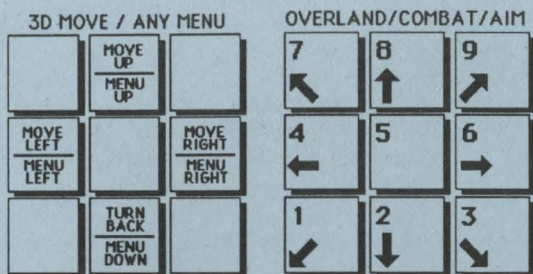 3D MOVE / ANY MENU
MOVE
UP
MENU
UP
MOVE
LEFT
MENU
LEFT
MOVE
RIGHT
MENU
RIGHT
TURN
BACK
MENU
DOWN
OVERLAND/COMBAT/AIM
7 8 9
4 5 6
1 2 3